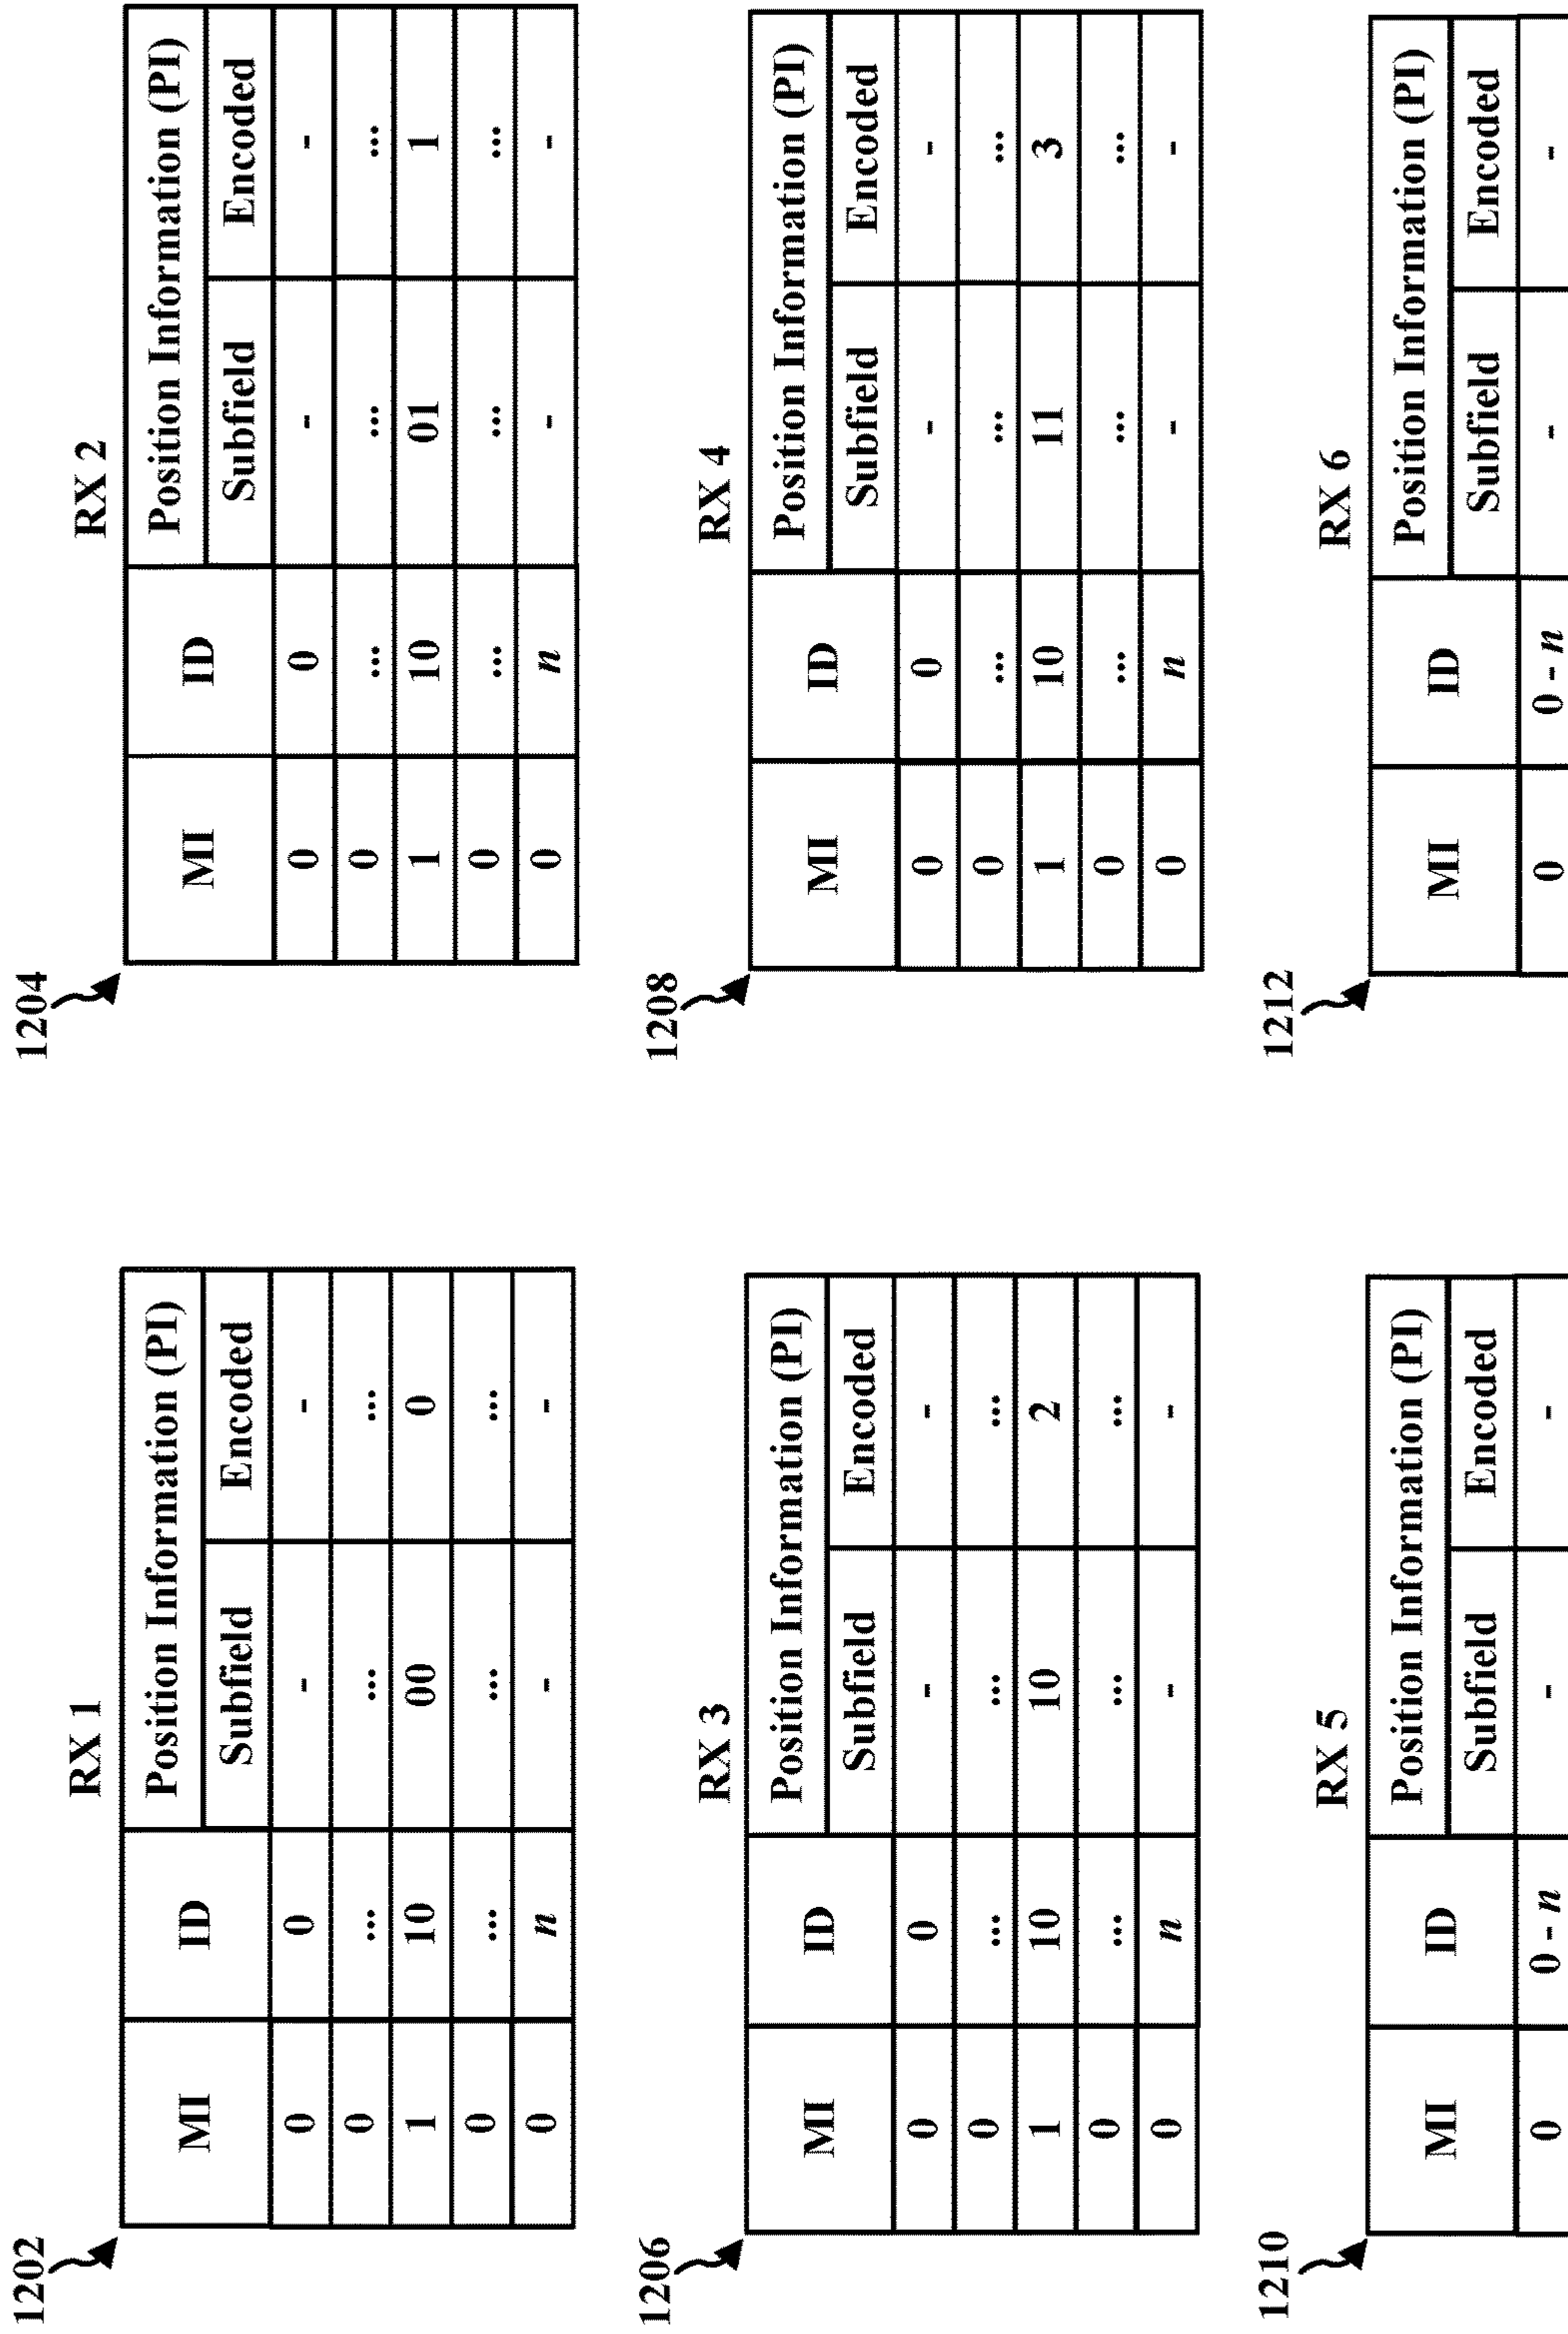 1202
RX 1
MI ID Position Information (PI)
Subfield Encoded
0 0 - -
0 ... ... ...
1 10 00 0
0 ... ... ...
0 n - -
1204
RX 2
MI ID Position Information (PI)
Subfield Encoded
0 0 - -
0 ... ... ...
1 10 01 1
0 ... ... ...
0 n - -
1206
RX 3
MI ID Position Information (PI)
Subfield Encoded
0 0 - -
0 ... ... ...
1 10 10 2
0 ... ... ...
0 n - -
1208
RX 4
MI ID Position Information (PI)
Subfield Encoded
0 0 - -
0 ... ... ...
1 10 11 3
0 ... ... ...
0 n - -
1210
RX 5
MI ID Position Information (PI)
Subfield Encoded
0 0 - n - -
1212
RX 6
MI ID Position Information (PI)
Subfield Encoded
0 0 - n - -